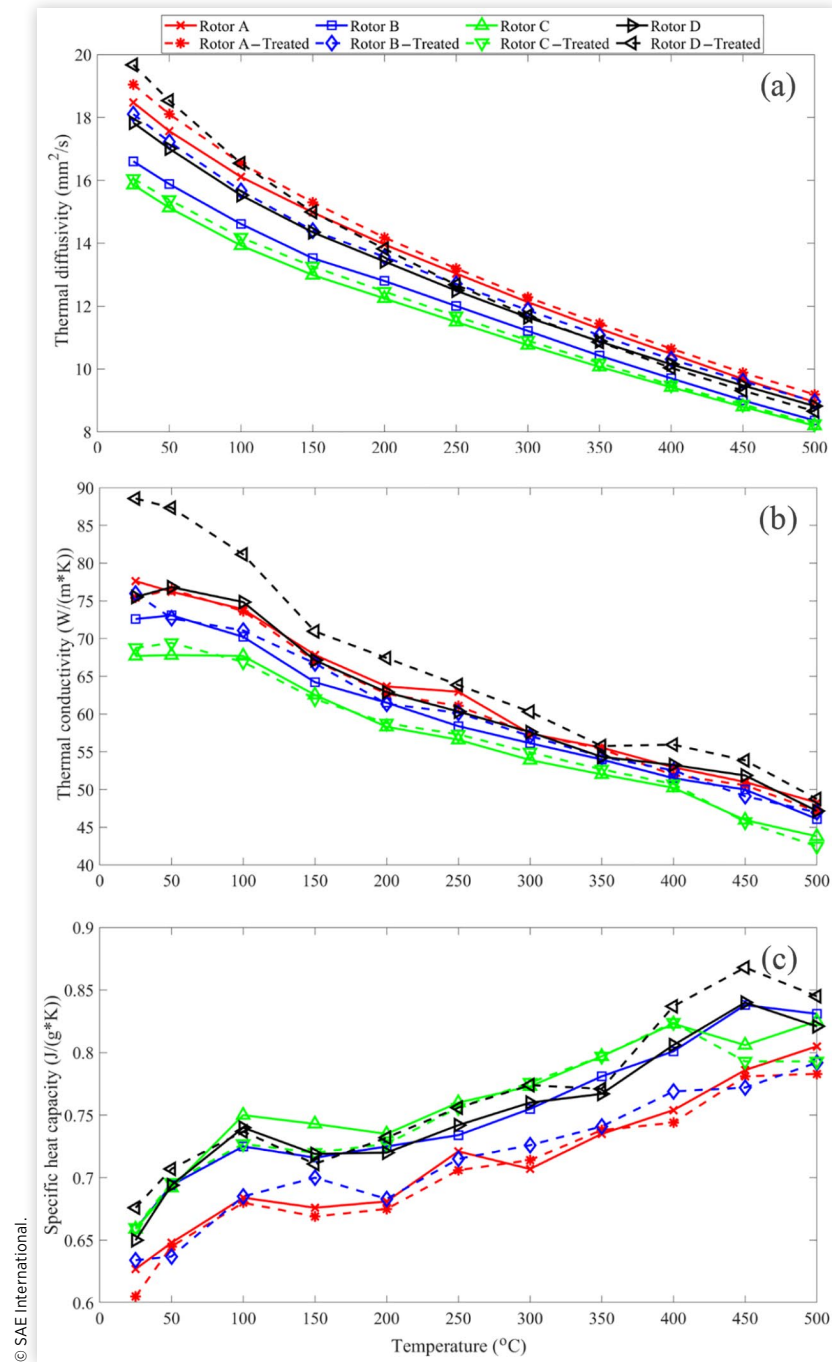 Rotor A Rotor B Rotor C Rotor D
Rotor A−Treated Rotor B−Treated Rotor C−Treated Rotor D−Treated
(a)
Thermal diffusivity (mm²/s)
20
18
16
14
12
10
8
0 50 100 150 200 250 300 350 400 450 500
(b)
Thermal conductivity (W/(m*K))
90
85
80
75
70
65
60
55
50
45
40
0 50 100 150 200 250 300 350 400 450 500
(c)
Specific heat capacity (J/(g*K))
0.9
0.85
0.8
0.75
0.7
0.65
0.6
0 50 100 150 200 250 300 350 400 450 500
Temperature (°C)
© SAE International.